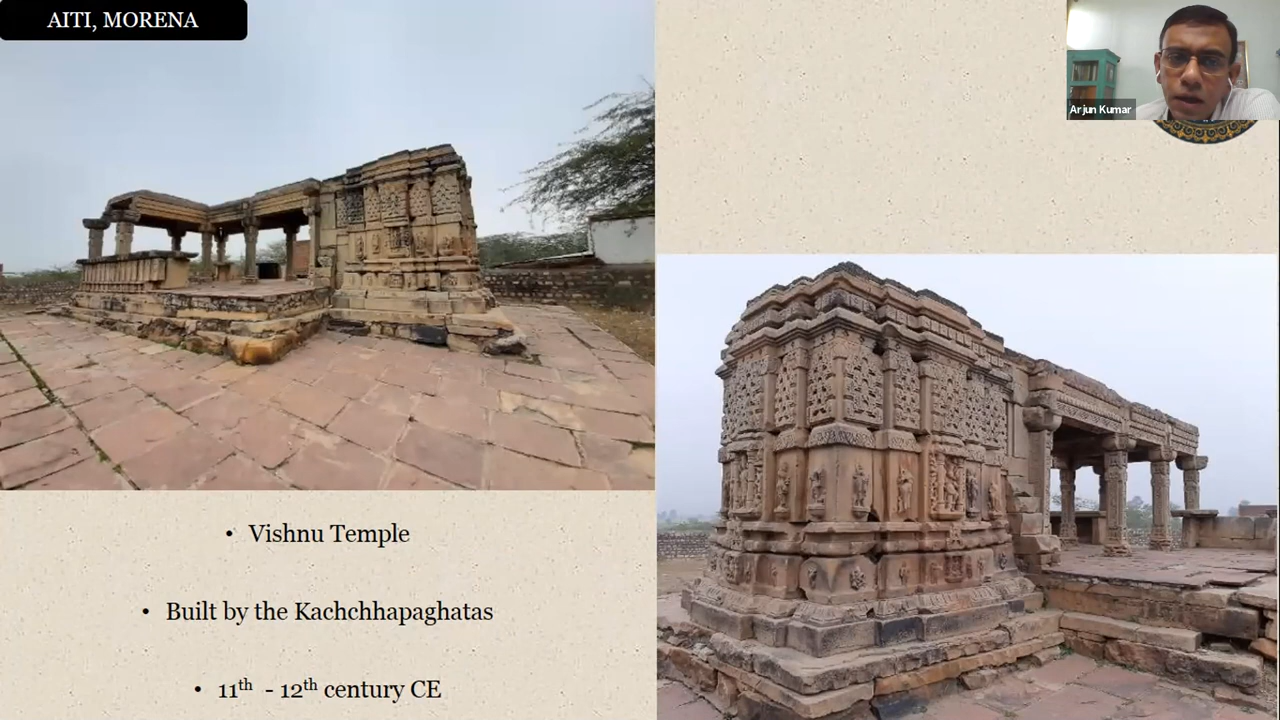 AITI, MORENA
Arjun Kumar
• Vishnu Temple
• Built by the Kachchhapaghatas
• 11th - 12th century CE